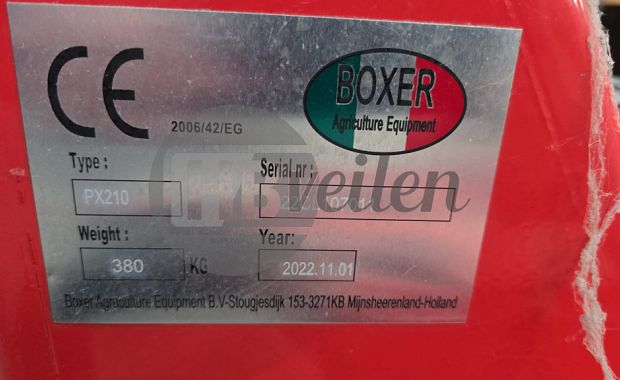 CE
2006/42/EG
BOXER
Agriculture Equipment
Type :
Serial nr :
PX210
veilen
Weight :
Year:
380 KG
2022.11.01
Boxer Agraculture Equipment B.V-Stougjesdijk 153-3271KB Mijnsheerenland-Holland